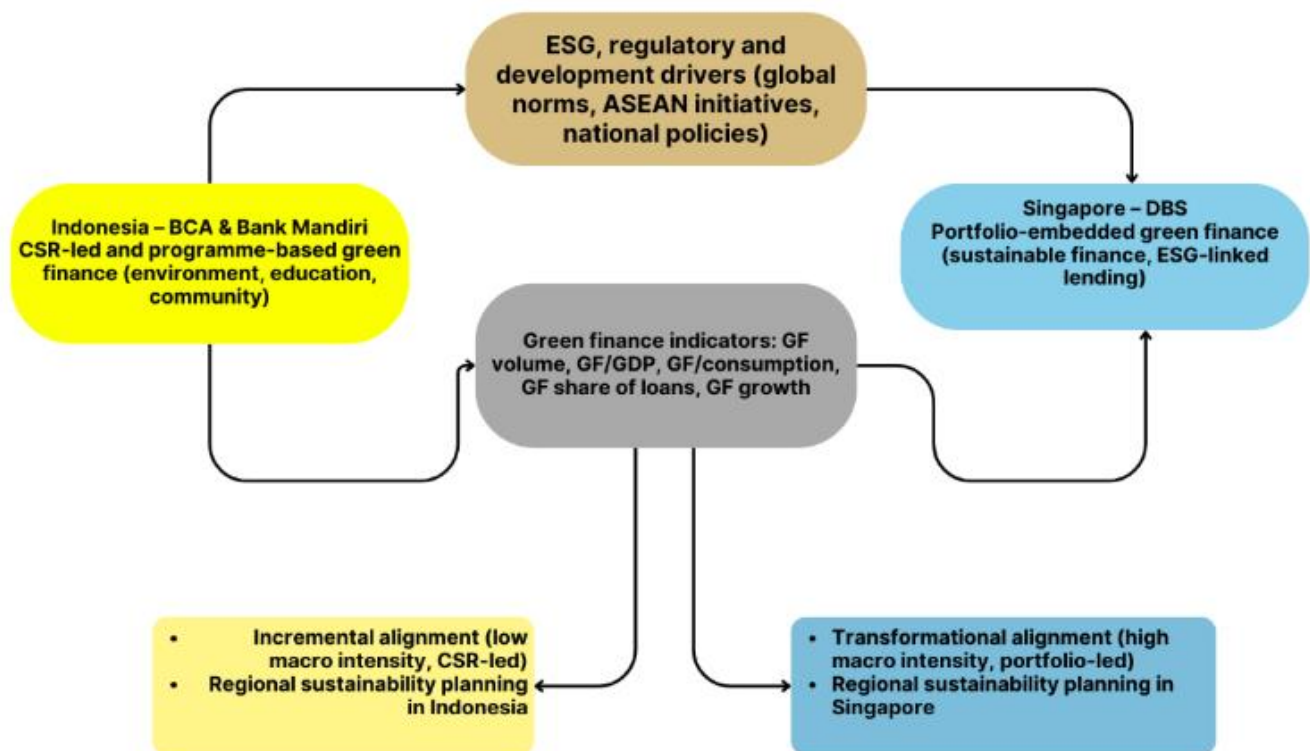 ESG, regulatory and
development drivers (global
norms, ASEAN initiatives,
national policies)
Indonesia – BCA & Bank Mandiri
CSR-led and programme-based green
finance (environment, education,
community)
Singapore – DBS
Portfolio-embedded green finance
(sustainable finance, ESG-linked
lending)
Green finance indicators: GF
volume, GF/GDP, GF/consumption,
GF share of loans, GF growth
• Incremental alignment (low
macro intensity, CSR-led)
• Regional sustainability planning
in Indonesia
• Transformational alignment (high
macro intensity, portfolio-led)
• Regional sustainability planning in
Singapore